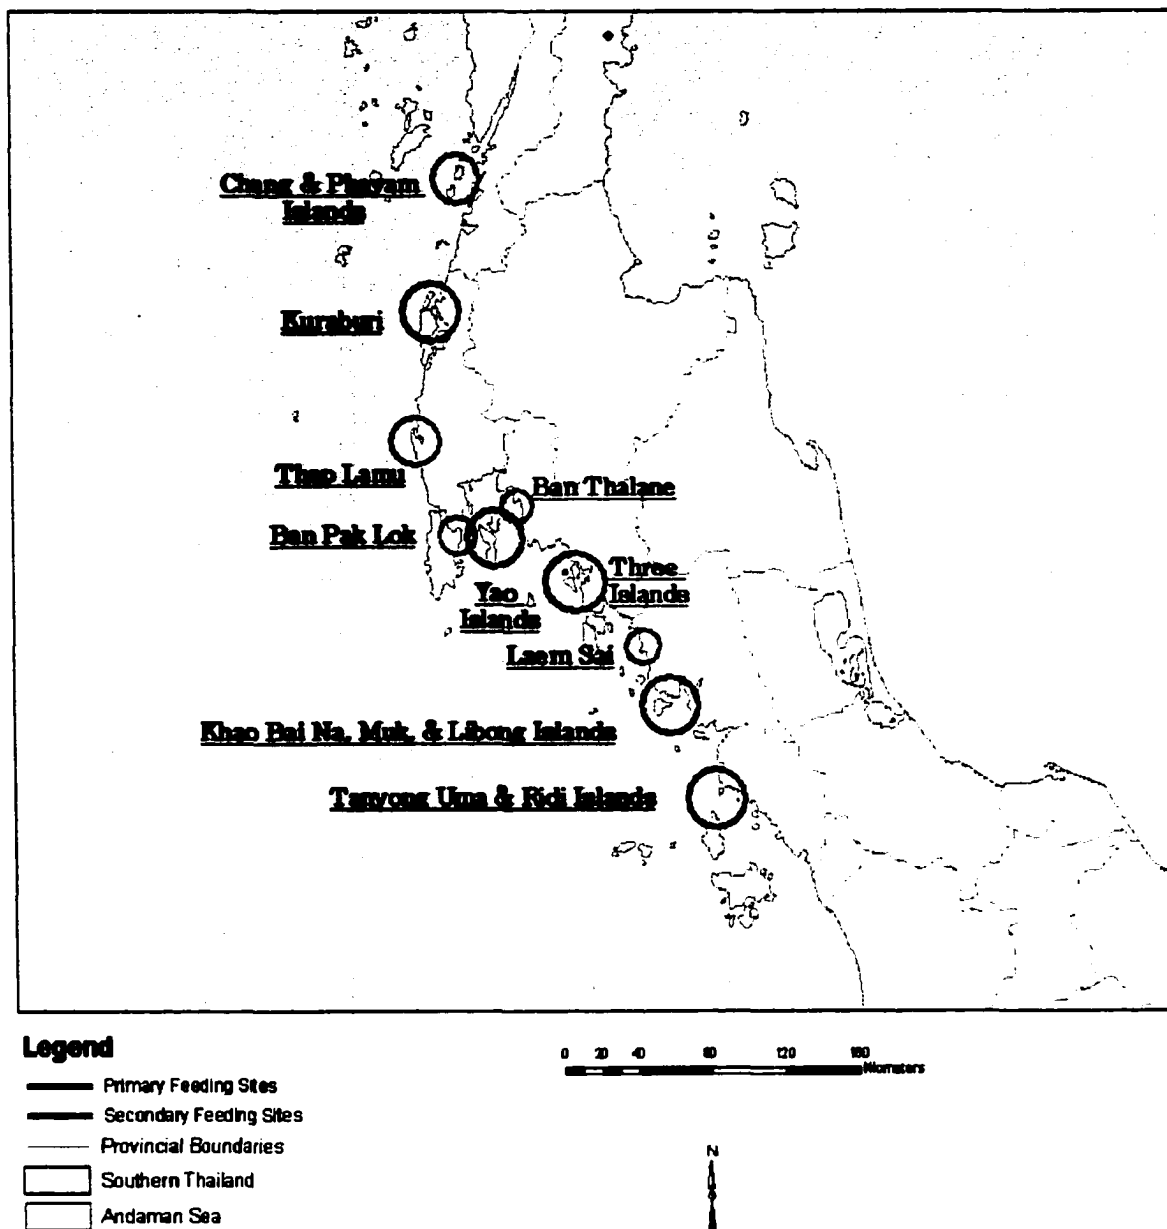 Chang & Phayam
Islands
Kuraburi
Thap Lamu
Ban Thalane
Ban Pak Lok
Three
Islands
Yao
Islands
Laem Sai
Khao Bai Na, Muk, & Libong Islands
Tanyong Uma & Ridi Islands
Legend
Primary Feeding Sites
Secondary Feeding Sites
Provincial Boundaries
Southern Thailand
Andaman Sea
0 20 40 80 120 160
Kilometers
N